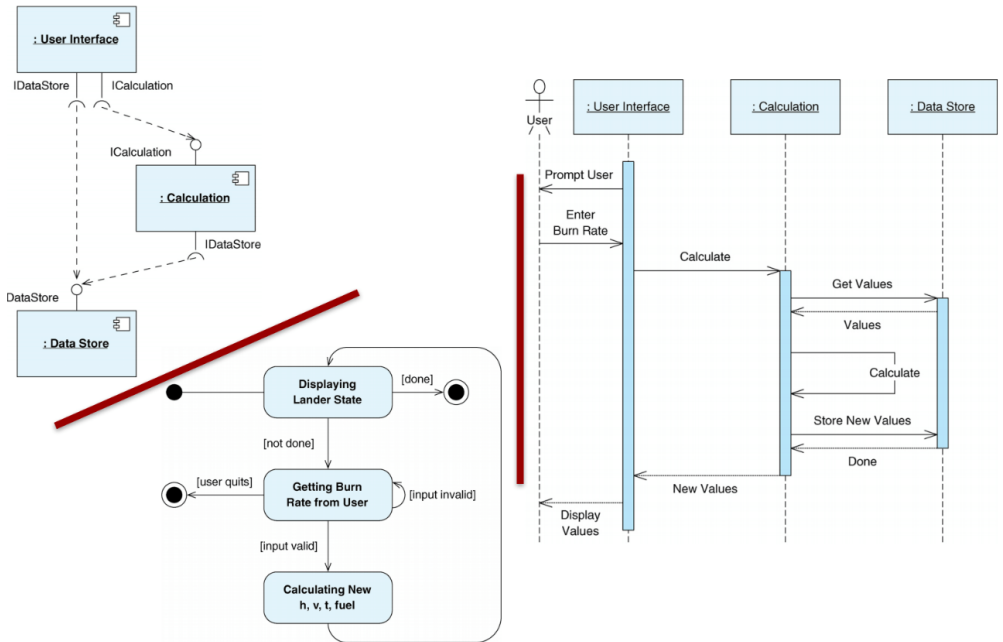 : User Interface
IDataStore
ICalculation
ICalculation
: Calculation
IDataStore
DataStore
: Data Store
Displaying
Lander State
[done]
[not done]
[user quits]
Getting Burn
Rate from User
[input invalid]
[input valid]
Calculating New
h, v, t, fuel
User
: User Interface
: Calculation
: Data Store
Prompt User
Enter
Burn Rate
Calculate
Get Values
Values
Calculate
Store New Values
Done
New Values
Display
Values